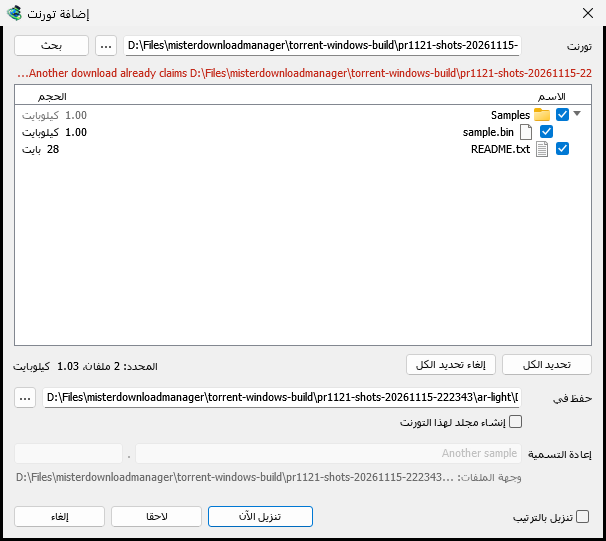 إضافة تورنت
تورنت D:\Files\misterdownloadmanager\torrent-windows-build\pr1121-shots-20261115- ... بحث
...Another download already claims D:\Files\misterdownloadmanager\torrent-windows-build\pr1121-shots-20261115-22
الاسم الحجم
Samples 1.00 كيلوبايت
sample.bin 1.00 كيلوبايت
README.txt 28 بايت
تحديد الكل إلغاء تحديد الكل المحدد: 2 ملفات، 1.03 كيلوبايت
حفظ في D:\Files\misterdownloadmanager\torrent-windows-build\pr1121-shots-20261115-222343\ar-light\ ...
إنشاء مجلد لهذا التورنت
إعادة التسمية Another sample .
وجهة الملفات: D:\Files\misterdownloadmanager\torrent-windows-build\pr1121-shots-20261115-222343...
تنزيل بالترتيب تنزيل الآن لاحقا إلغاء